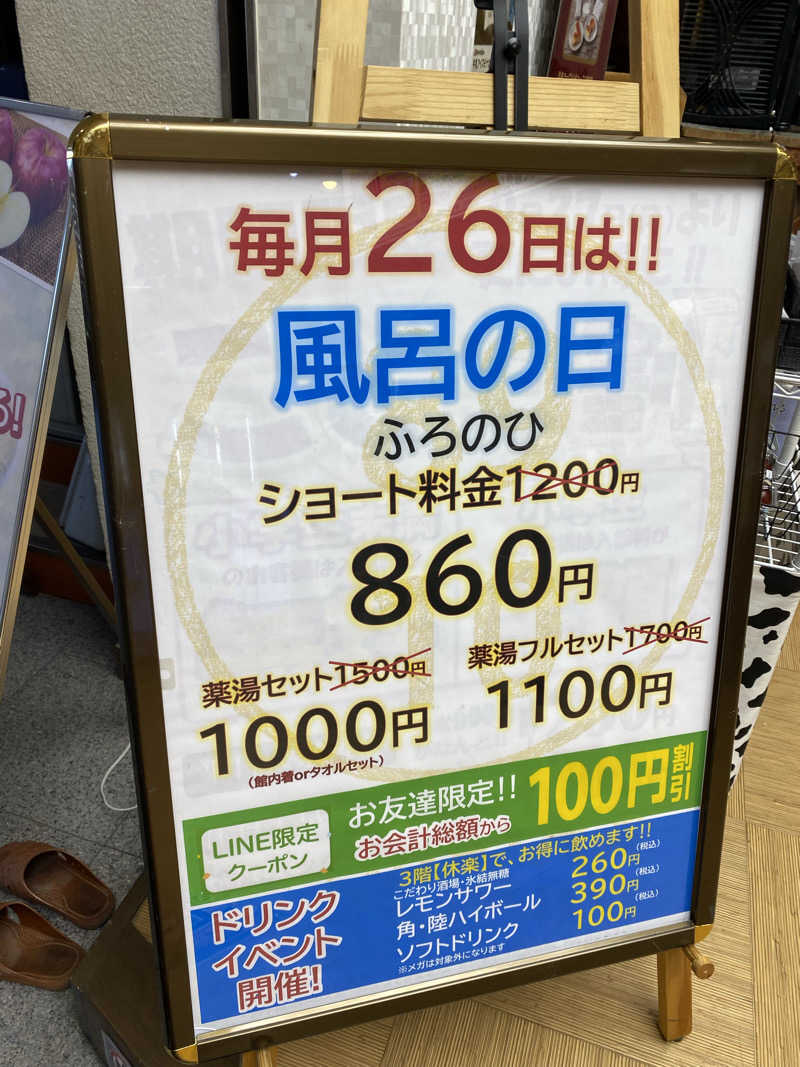 毎月26日は!!
風呂の日
ふろのひ
ショート料金1200円
860円
薬湯セット1500円
1000円
(館内着orタオルセット)
薬湯フルセット1700円
1100円
LINE限定
クーポン
お友達限定!!
お会計総額から
100円割引
ドリンク
イベント
開催!
3階【休楽】で、お得に飲めます!!
こだわり酒場・氷結無糖
レモンサワー 260円(税込)
角・陸ハイボール 390円(税込)
ソフトドリンク 100円(税込)
※メガは対象外になります